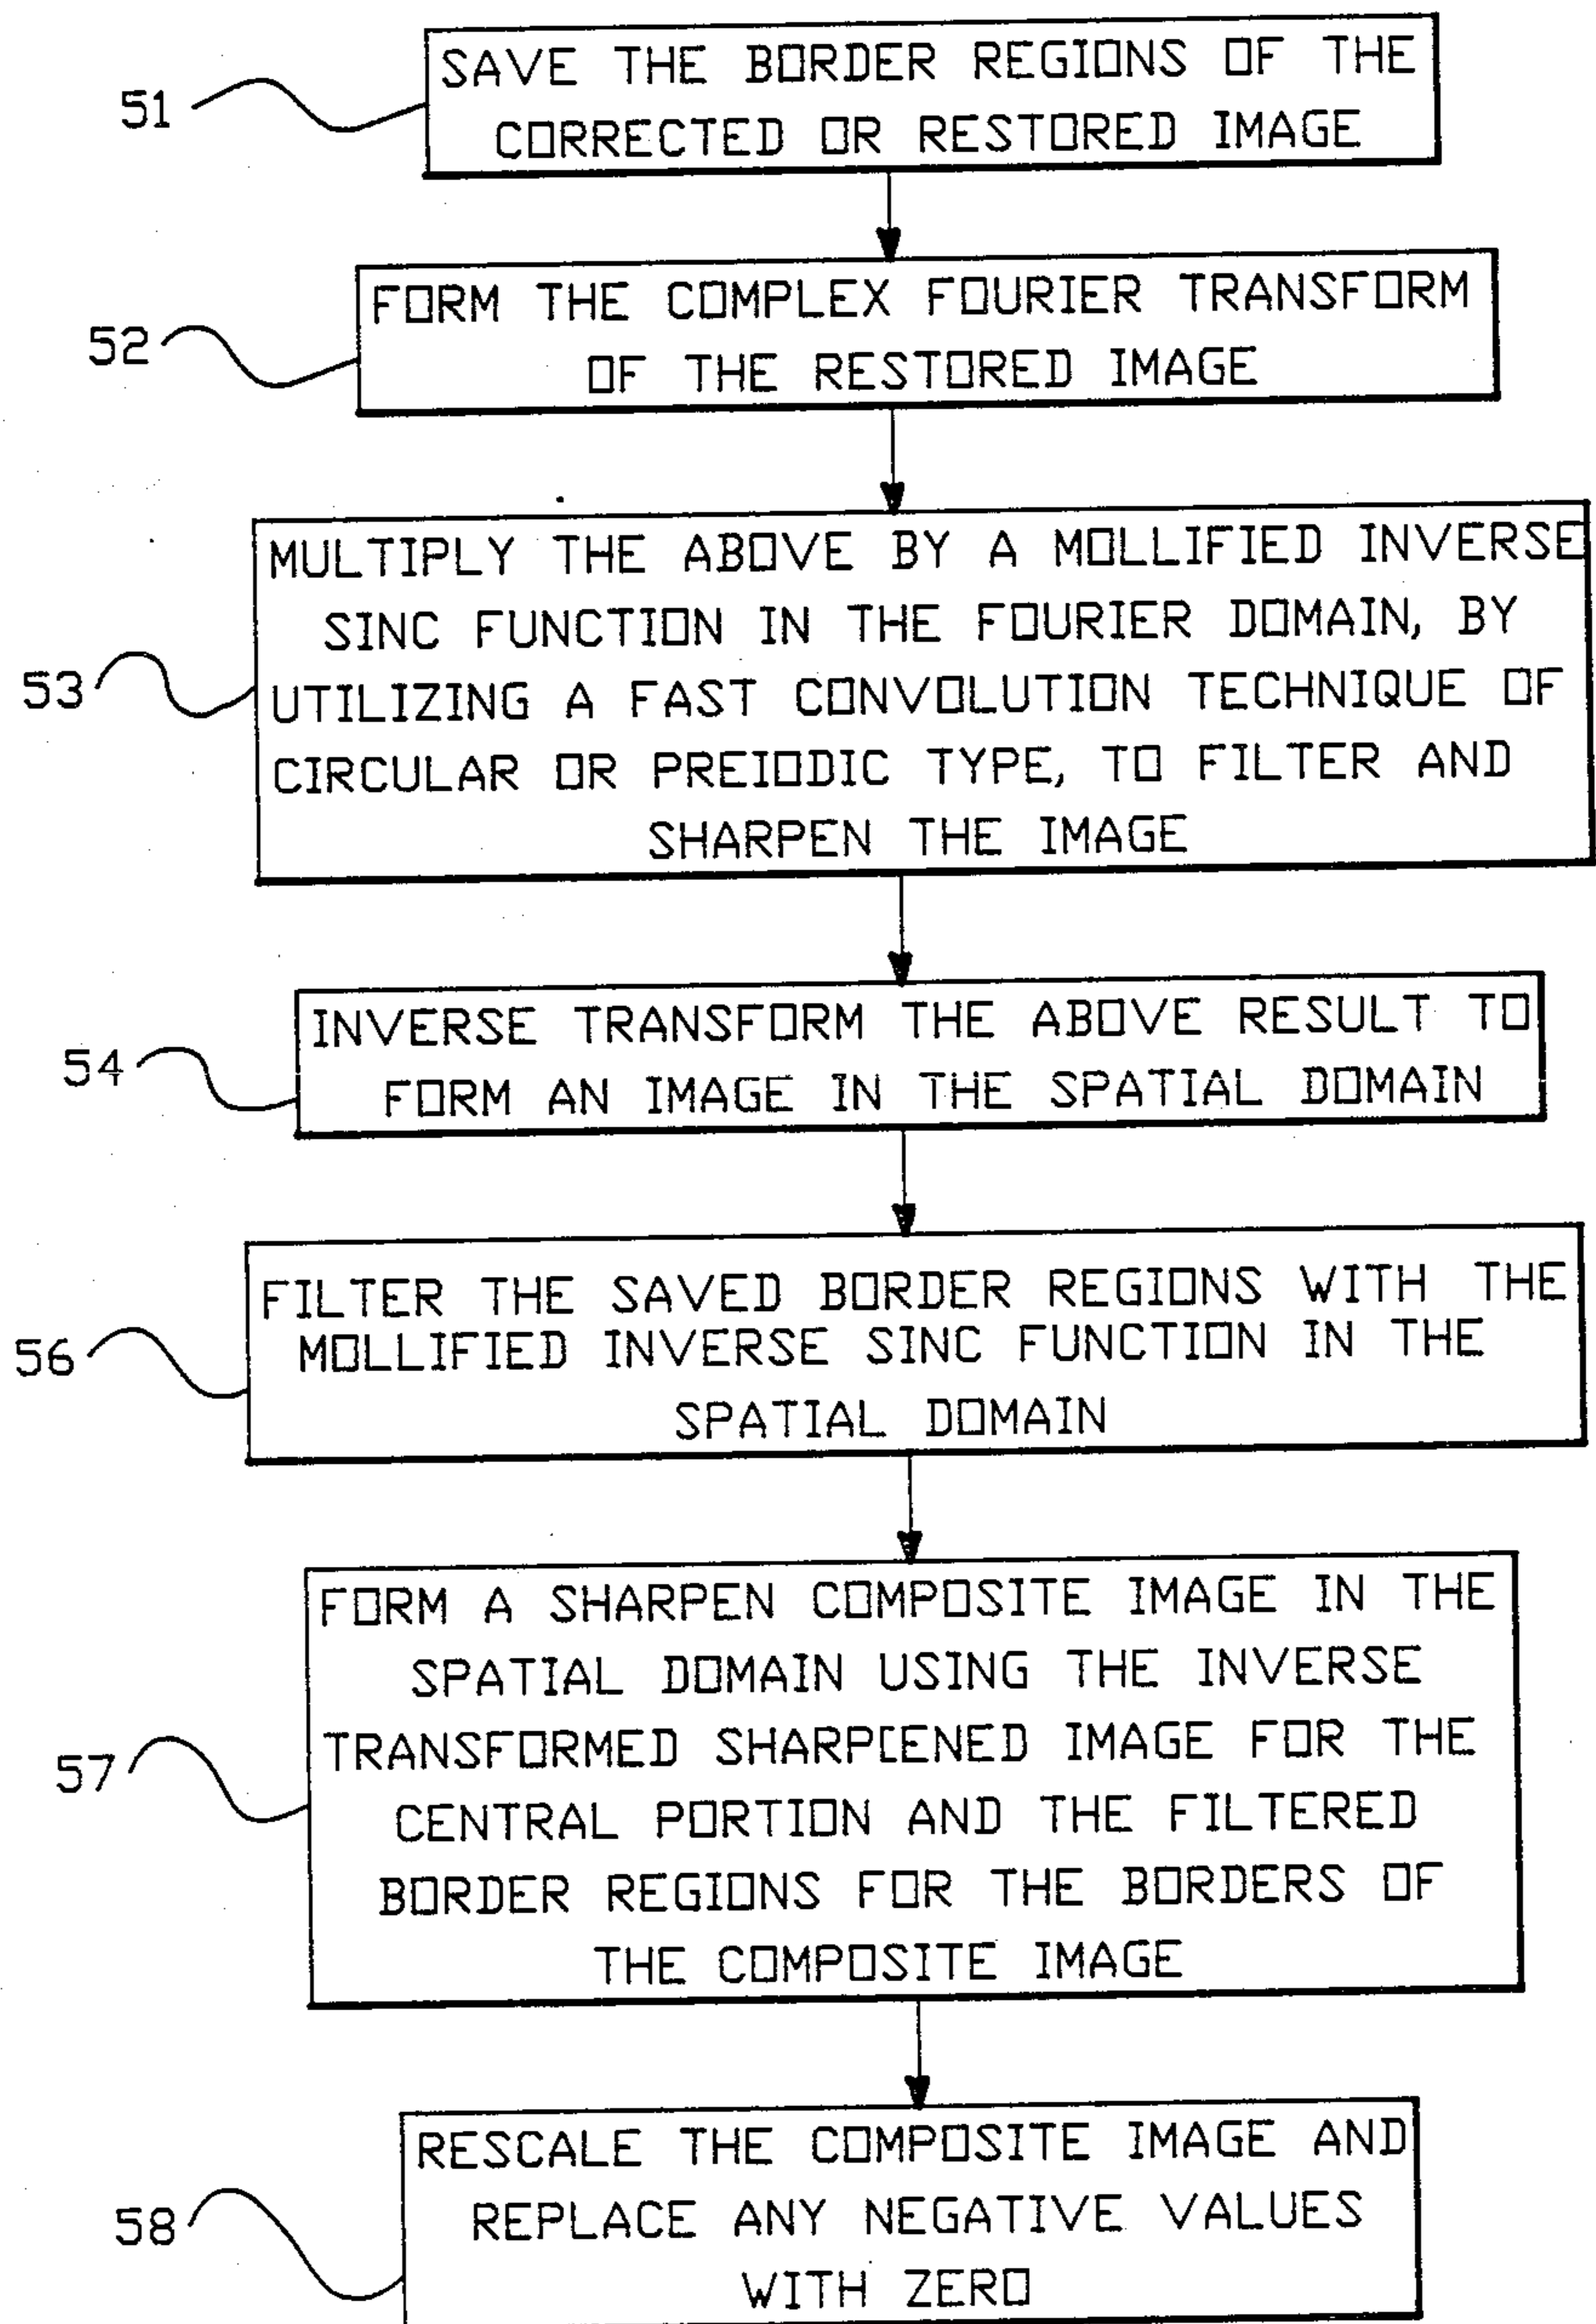 51
SAVE THE BORDER REGIONS OF THE
CORRECTED OR RESTORED IMAGE
52
FORM THE COMPLEX FOURIER TRANSFORM
OF THE RESTORED IMAGE
53
MULTIPLY THE ABOVE BY A MOLLIFIED INVERSE
SINC FUNCTION IN THE FOURIER DOMAIN, BY
UTILIZING A FAST CONVOLUTION TECHNIQUE OF
CIRCULAR OR PREIODIC TYPE, TO FILTER AND
SHARPEN THE IMAGE
54
INVERSE TRANSFORM THE ABOVE RESULT TO
FORM AN IMAGE IN THE SPATIAL DOMAIN
56
FILTER THE SAVED BORDER REGIONS WITH THE
MOLLIFIED INVERSE SINC FUNCTION IN THE
SPATIAL DOMAIN
57
FORM A SHARPEN COMPOSITE IMAGE IN THE
SPATIAL DOMAIN USING THE INVERSE
TRANSFORMED SHARP[ENED IMAGE FOR THE
CENTRAL PORTION AND THE FILTERED
BORDER REGIONS FOR THE BORDERS OF
THE COMPOSITE IMAGE
58
RESCALE THE COMPOSITE IMAGE AND
REPLACE ANY NEGATIVE VALUES
WITH ZERO